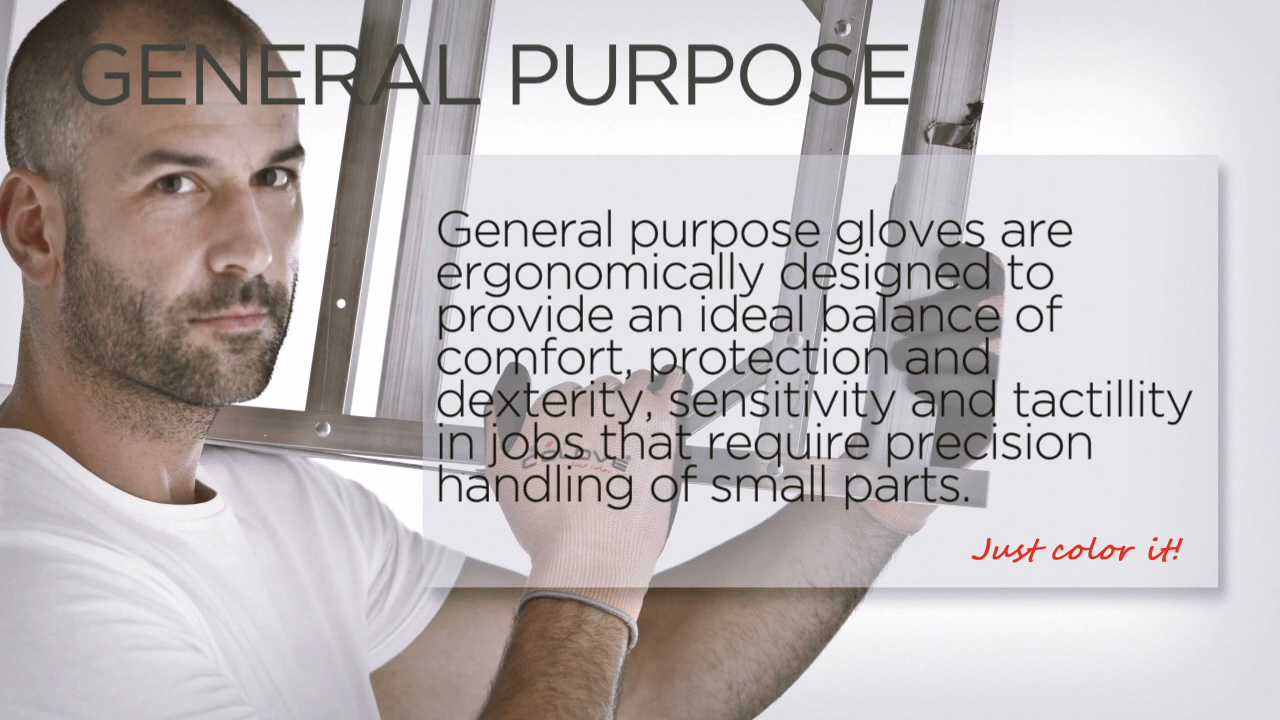 GENERAL PURPOSE
General purpose gloves are
ergonomically designed to
provide an ideal balance of
comfort, protection and
dexterity, sensitivity and tactillity
in jobs that require precision
handling of small parts.
Just color it!